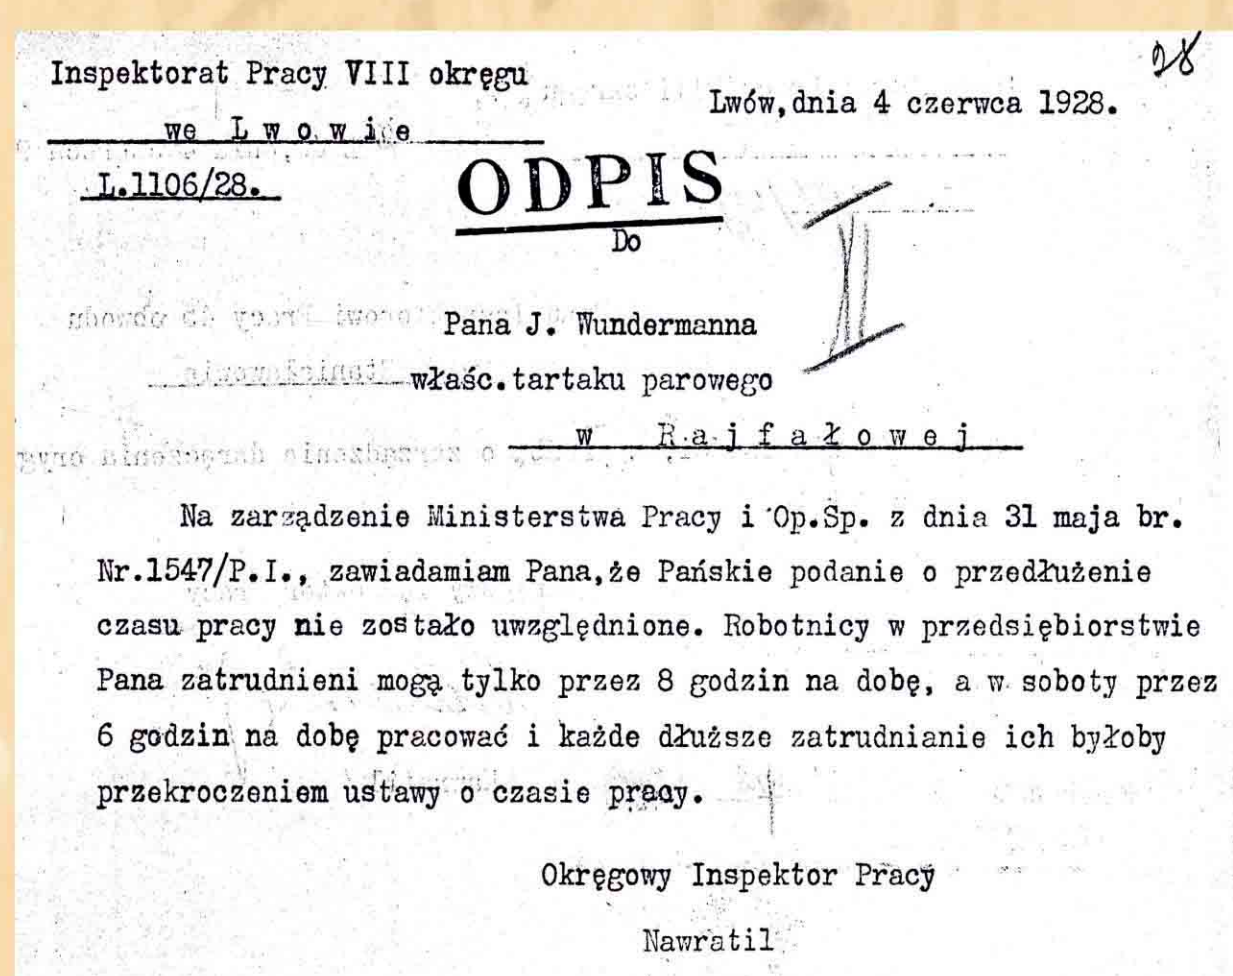 28
Inspektorat Pracy VIII okręgu
Lwów,dnia 4 czerwca 1928.
we L w o w i e
L.1106/28.
ODPIS
Do
II
Pana J. Wundermanna
właśc.tartaku parowego
w R a j f a ł o w e j
Na zarządzenie Ministerstwa Pracy i Op.Sp. z dnia 31 maja br.
Nr.1547/P.I., zawiadamiam Pana,że Pańskie podanie o przedłużenie
czasu pracy nie zostało uwzględnione. Robotnicy w przedsiębiorstwie
Pana zatrudnieni mogą tylko przez 8 godzin na dobę, a w soboty przez
6 godzin na dobę pracować i każde dłuższe zatrudnianie ich byłoby
przekroczeniem ustawy o czasie pracy.
Okręgowy Inspektor Pracy
Nawratil